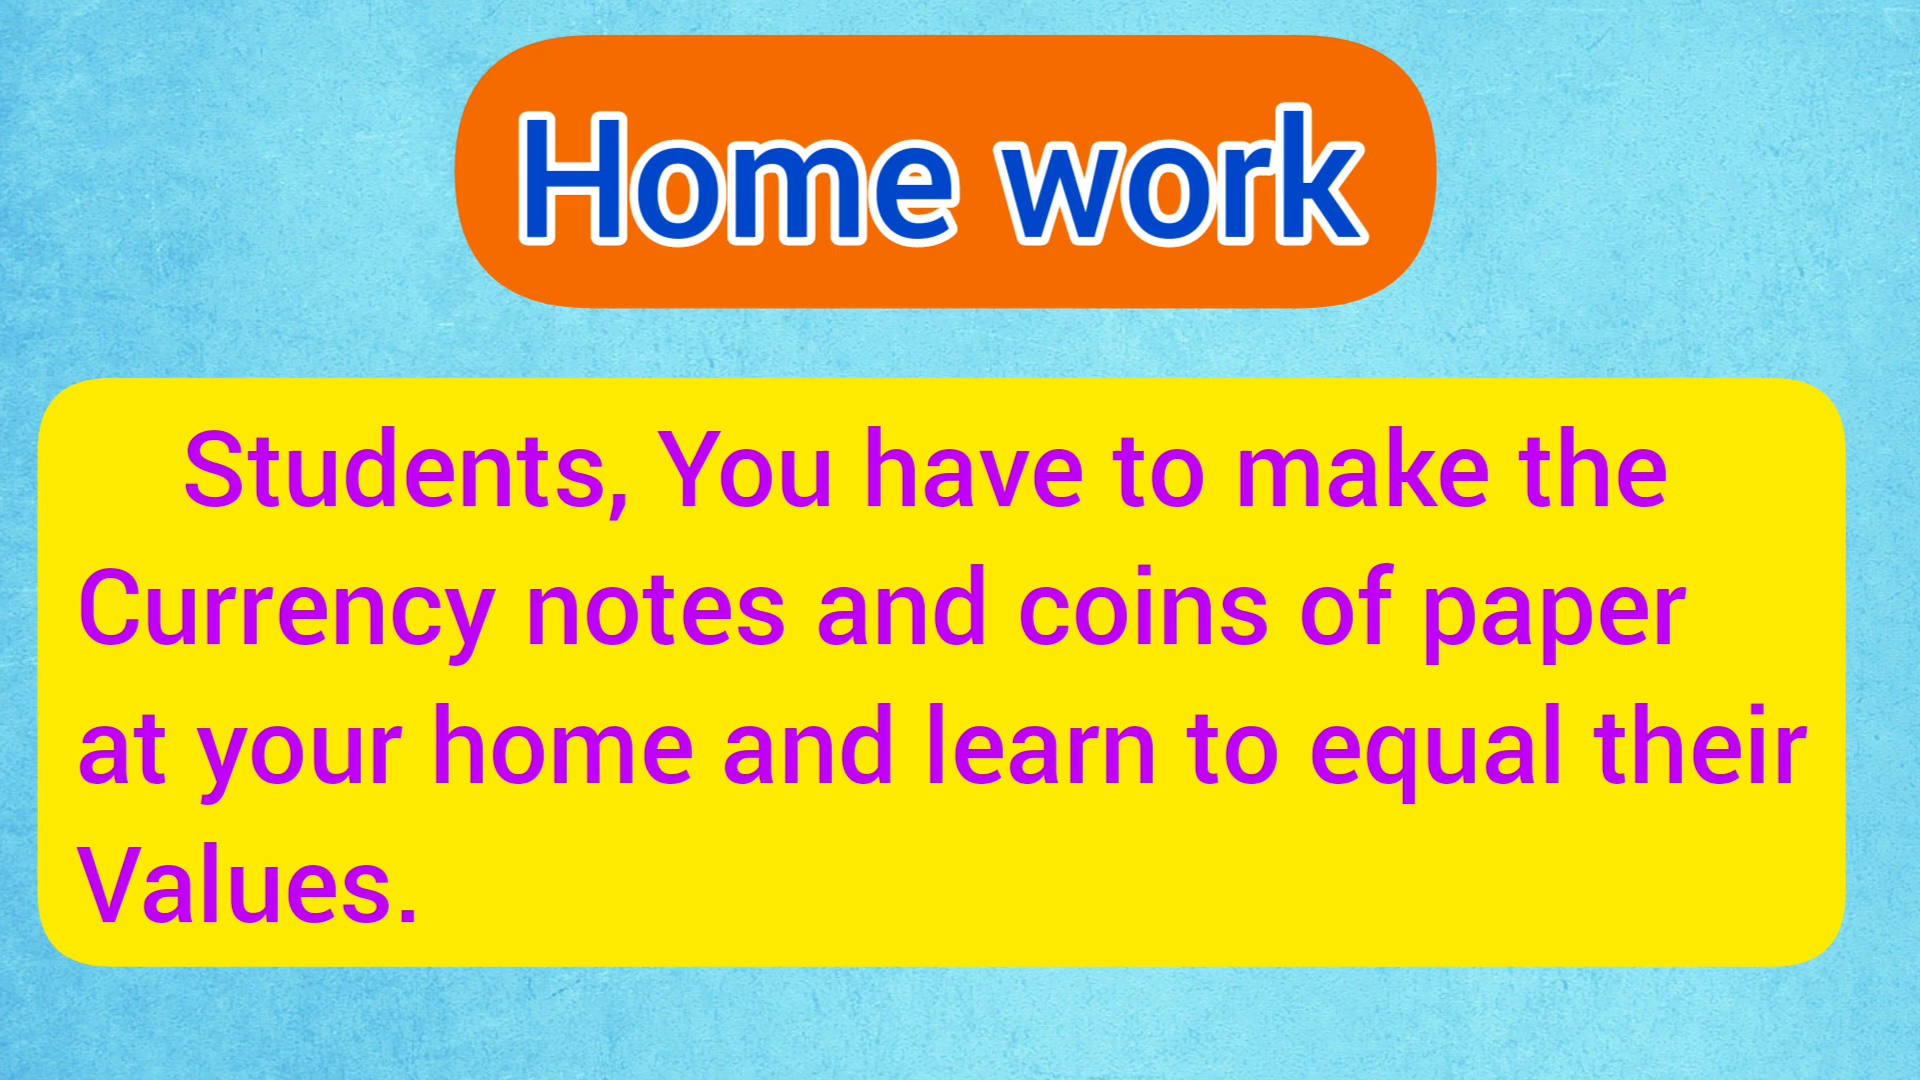 Home work
Students, You have to make the
Currency notes and coins of paper
at your home and learn to equal their
Values.